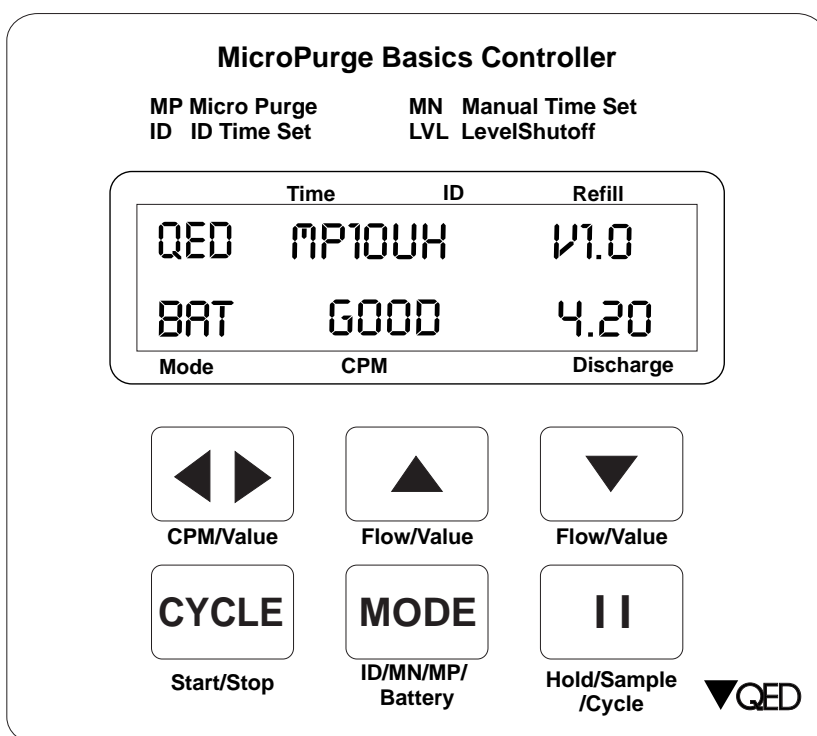 MicroPurge Basics Controller
MP Micro Purge MN Manual Time Set
ID ID Time Set LVL LevelShutoff
Time ID Refill
QED MP10UH V1.0
BAT GOOD 4.20
Mode CPM Discharge
CPM/Value Flow/Value Flow/Value
CYCLE MODE II
Start/Stop ID/MN/MP/ Hold/Sample
Battery /Cycle
QED